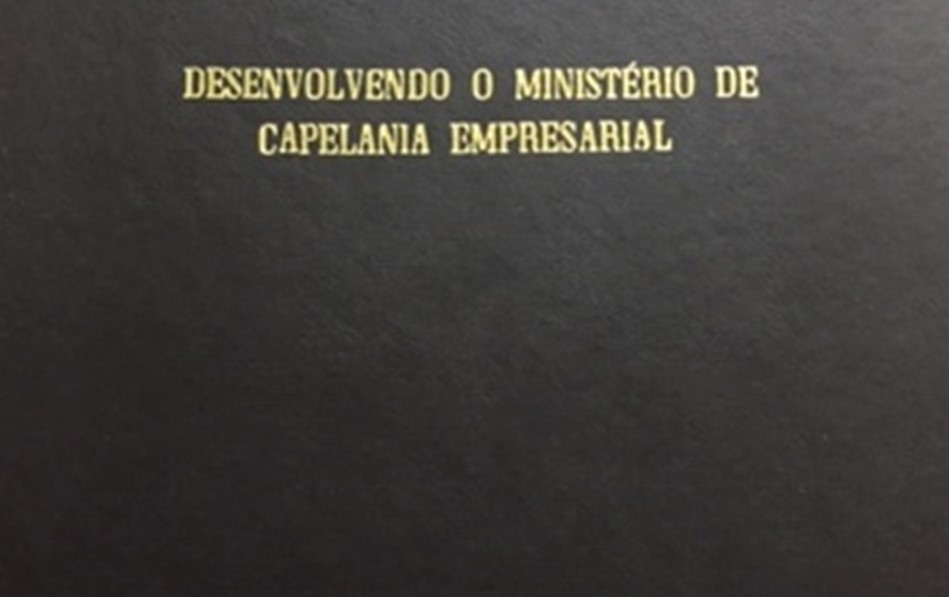 DESENVOLVENDO O MINISTÉRIO DE
CAPELANIA EMPRESARIAL